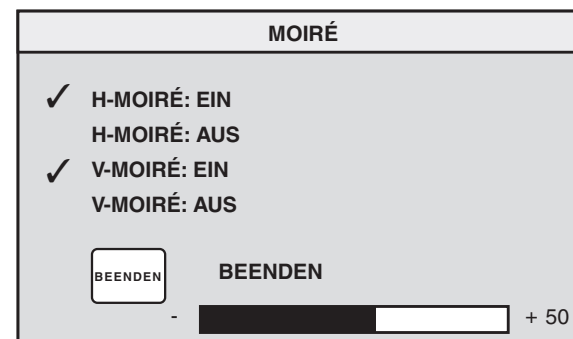 MOIRÉ
✓ H-MOIRÉ: EIN
H-MOIRÉ: AUS
✓ V-MOIRÉ: EIN
V-MOIRÉ: AUS
BEENDEN BEENDEN
- + 50